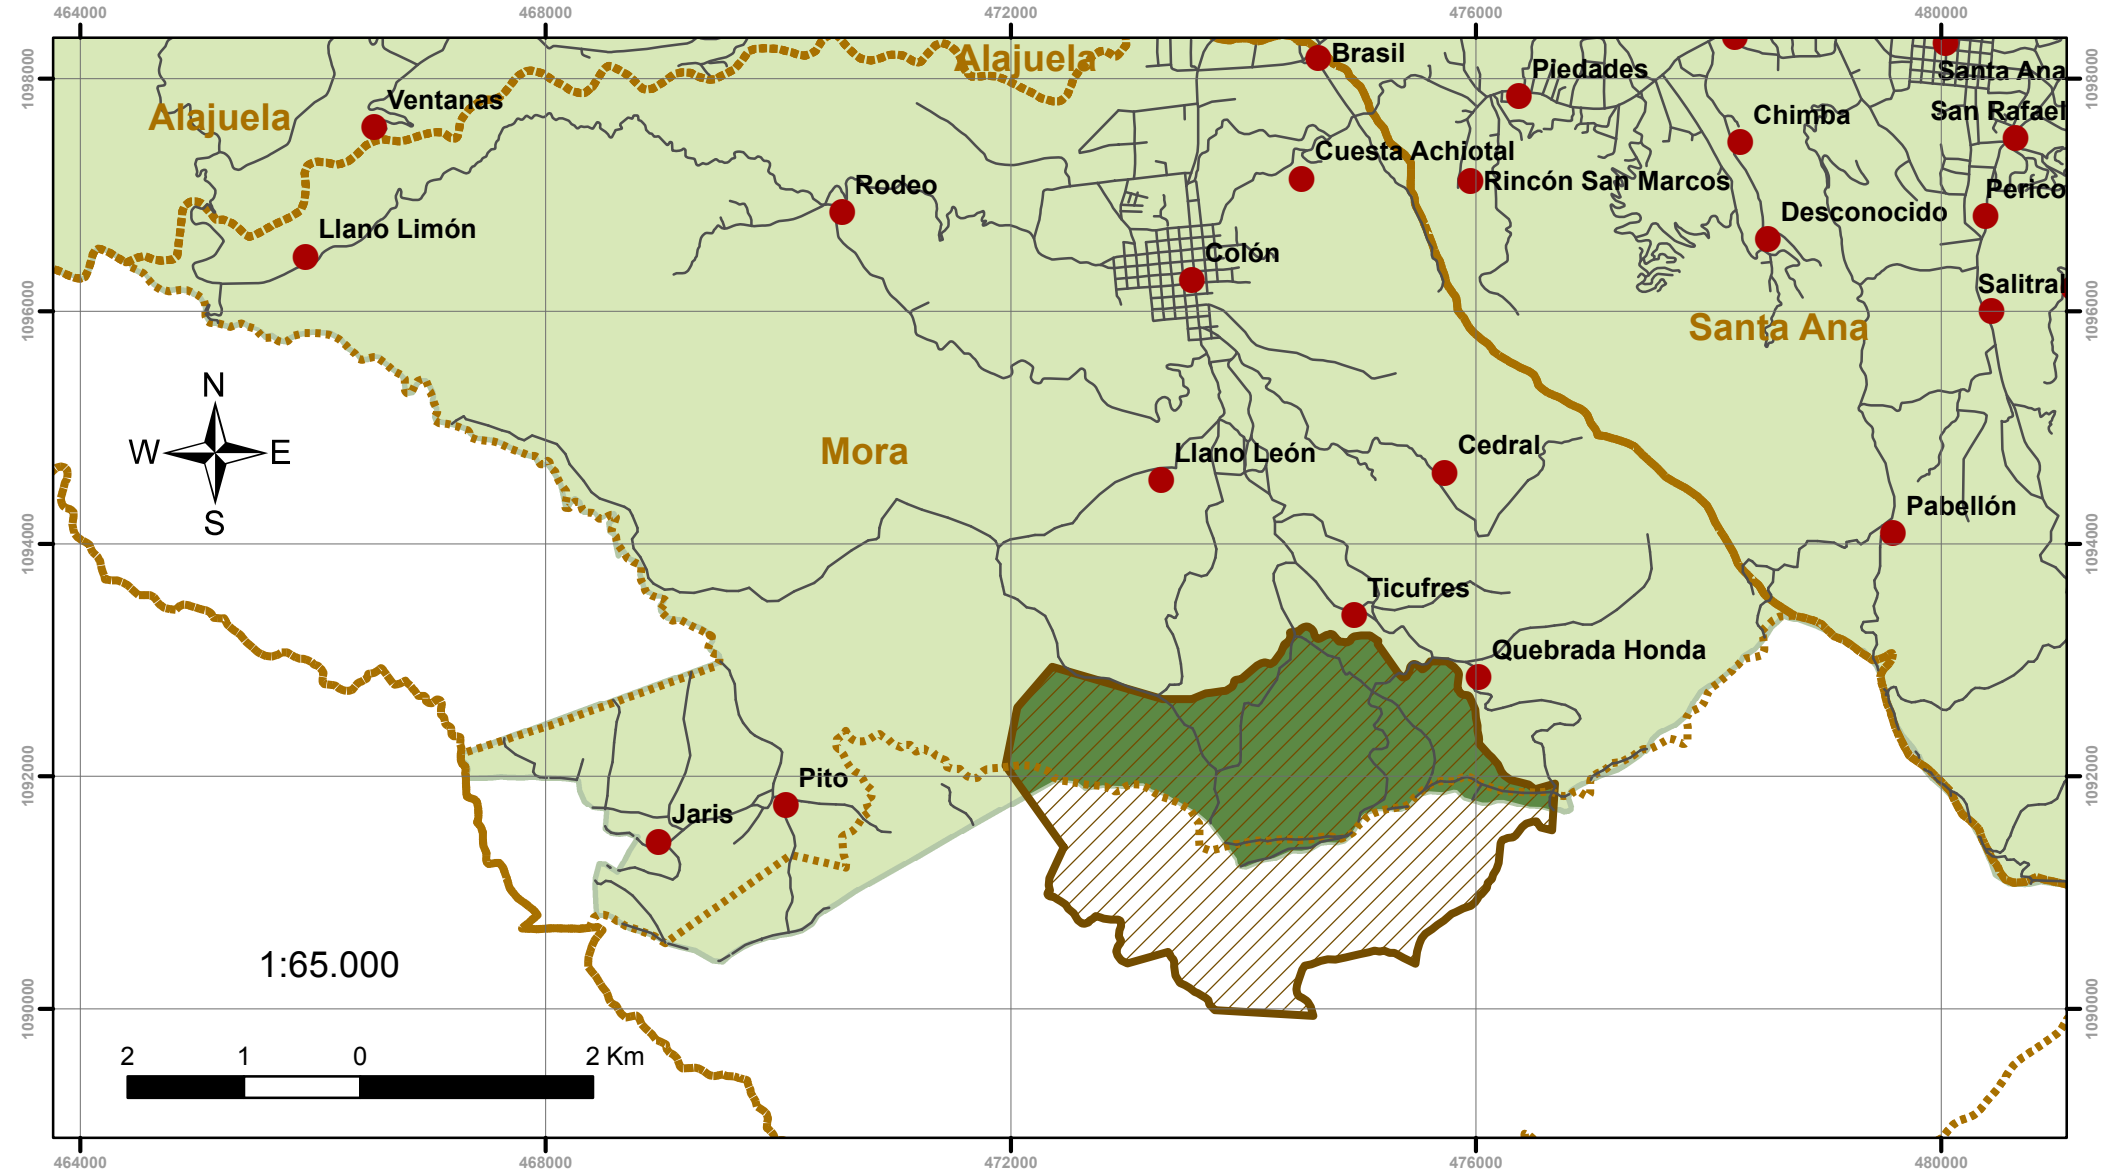 464000 468000 472000 476000 480000
Alajuela
Brasil
Piedades
Santa Ana
1098000
1098000
Ventanas
Alajuela
Chimba
San Rafael
Cuesta Achiotal
Rincón San Marcos
Rodeo
Perico
Desconocido
Llano Limón
Colón
Salitral
1096000
1096000
Santa Ana
N
W E
S
Mora
Llano León
Cedral
Pabellón
1094000
1094000
Ticufres
Quebrada Honda
1092000
1092000
Pito
Jaris
1:65.000
1090000
1090000
2 1 0 2 Km
464000 468000 472000 476000 480000